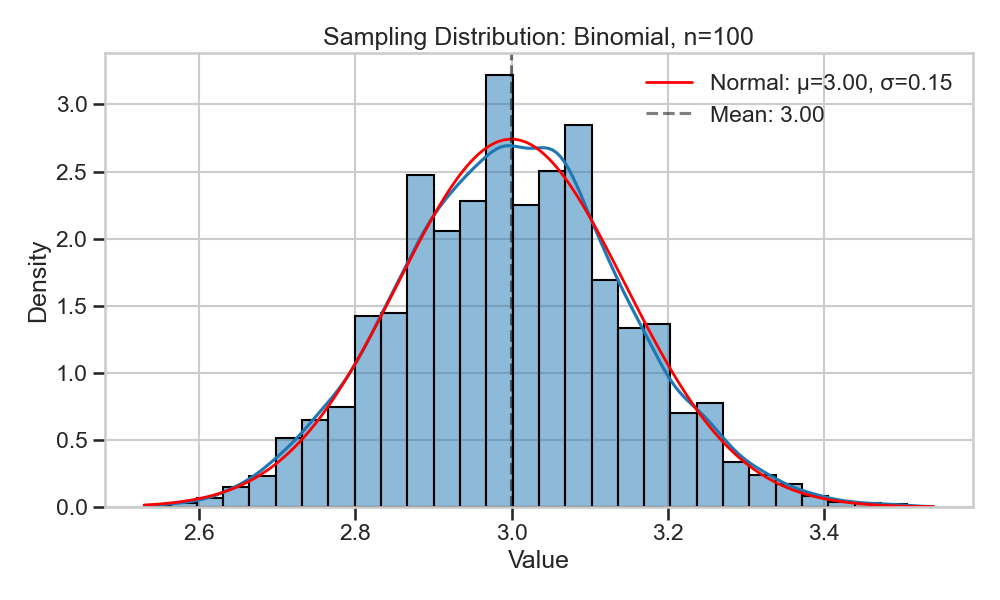 Sampling Distribution: Binomial, n=100
Normal: μ=3.00, σ=0.15
Mean: 3.00
Density
3.0
2.5
2.0
1.5
1.0
0.5
0.0
2.6 2.8 3.0 3.2 3.4
Value